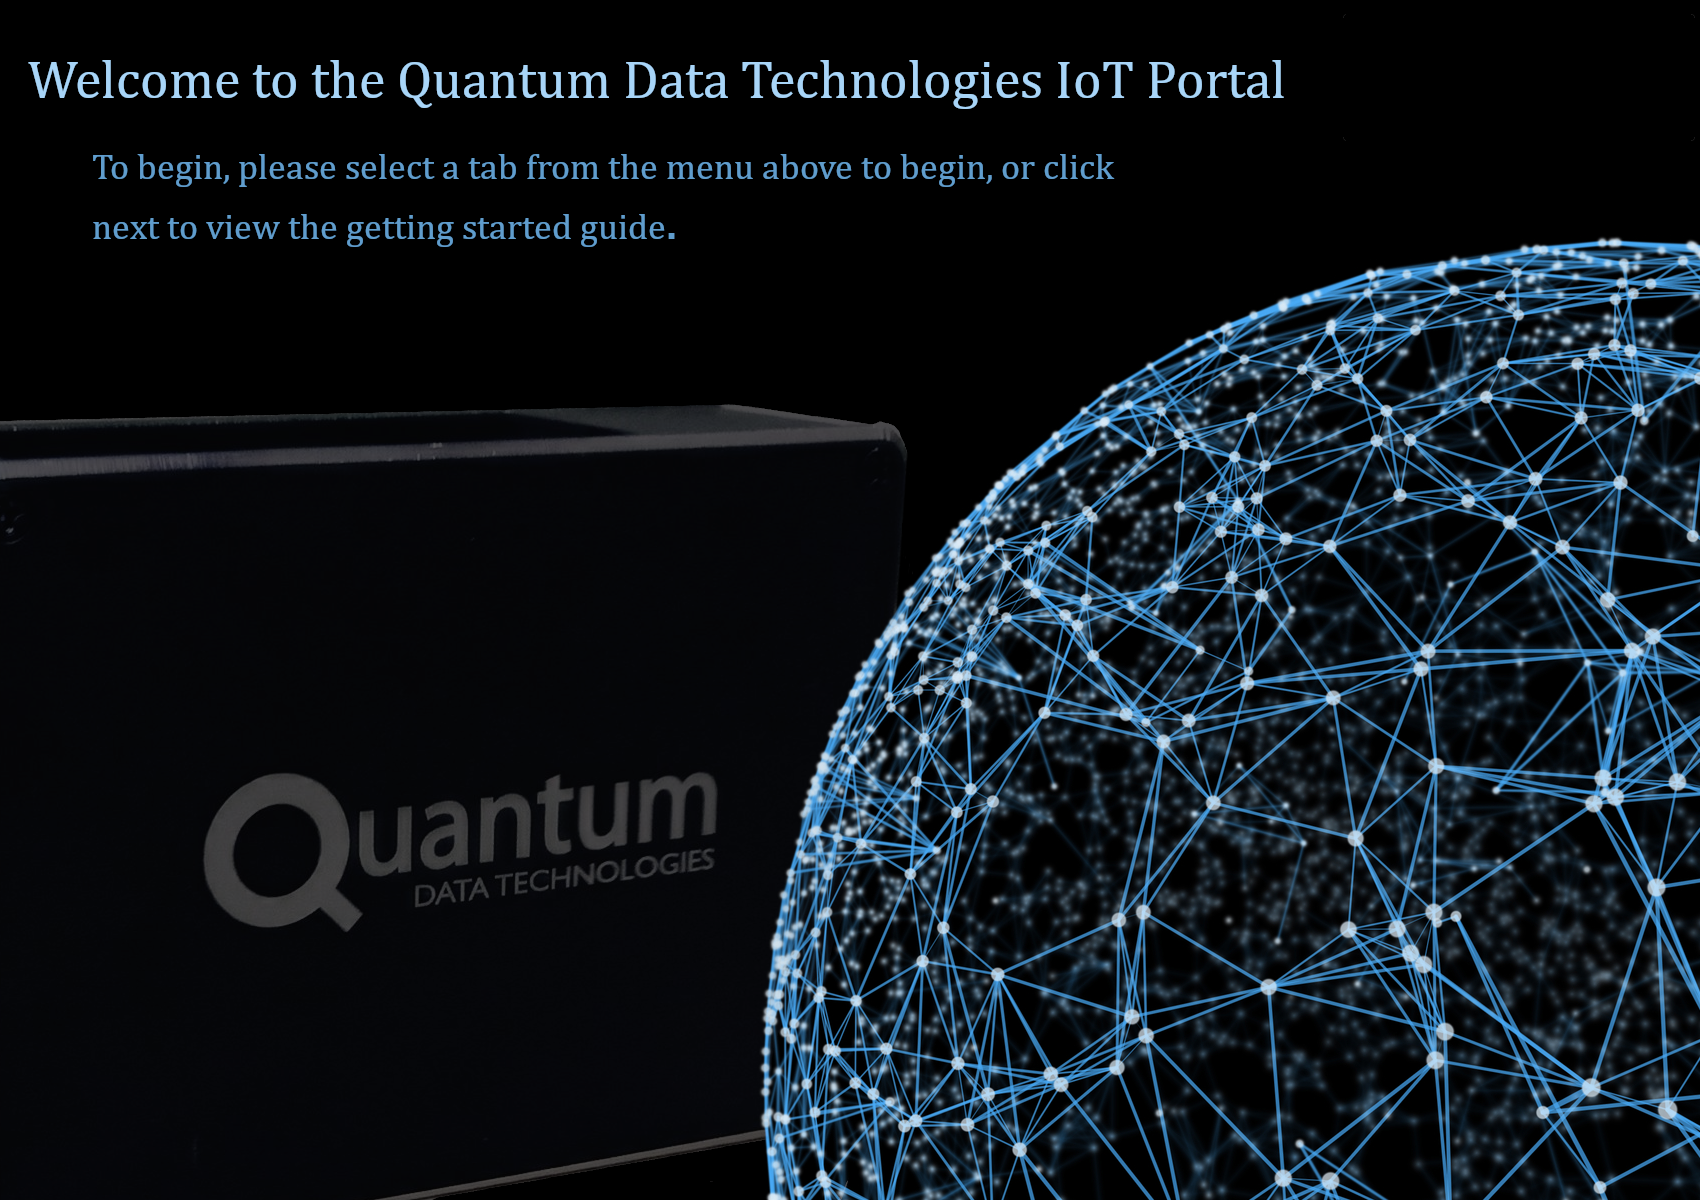 Welcome to the Quantum Data Technologies IoT Portal
To begin, please select a tab from the menu above to begin, or click
next to view the getting started guide.
Quantum
DATA TECHNOLOGIES